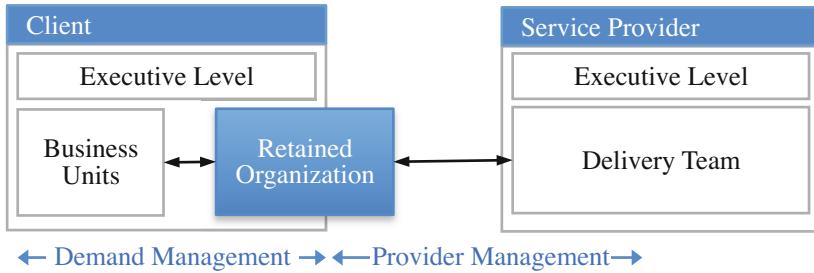 Client
Service Provider
Executive Level
Executive Level
Business
Units
Retained
Organization
Delivery Team
Demand Management
Provider Management